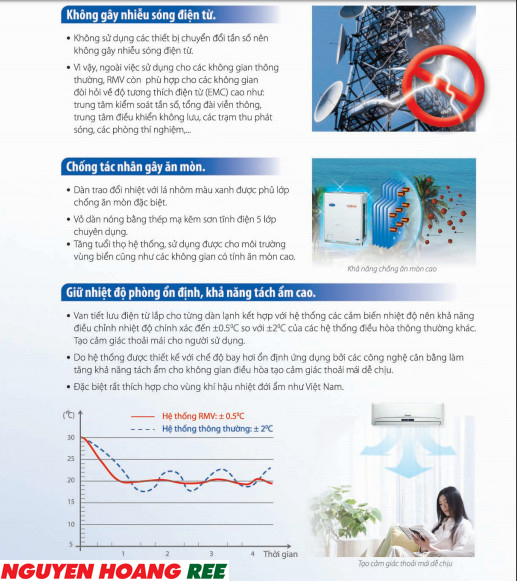 Không gây nhiễu sóng điện từ.
• Không sử dụng các thiết bị chuyển đổi tần số nên
không gây nhiễu sóng điện từ.
• Vì vậy, ngoài việc sử dụng cho các không gian thông
thường, RMV còn phù hợp cho các không gian
đòi hỏi về độ tương thích điện từ (EMC) cao như:
trung tâm kiểm soát tần số, tổng đài viễn thông,
trung tâm điều khiển không lưu, các trạm thu phát
sóng, các phòng thí nghiệm,...
Chống tác nhân gây ăn mòn.
• Dàn trao đổi nhiệt với lá nhôm màu xanh được phủ lớp
chống ăn mòn đặc biệt.
• Vỏ dàn nóng bằng thép mạ kẽm sơn tĩnh điện 5 lớp
chuyên dụng.
• Tăng tuổi thọ hệ thống, sử dụng được cho môi trường
vùng biển cũng như các không gian có tính ăn mòn cao.
Khả năng chống ăn mòn cao
Giữ nhiệt độ phòng ổn định, khả năng tách ẩm cao.
• Van tiết lưu điện tử lắp cho từng dàn lạnh kết hợp với hệ thống các cảm biến nhiệt độ nên khả năng
điều chỉnh nhiệt độ chính xác đến ±0.5ºC so với ±2ºC của các hệ thống điều hòa thông thường khác.
Tạo cảm giác thoải mái cho người sử dụng.
• Do hệ thống được thiết kế với chế độ bay hơi ổn định ứng dụng bởi các công nghệ cân bằng làm
tăng khả năng tách ẩm cho không gian điều hòa tạo cảm giác thoải mái dễ chịu.
• Đặc biệt rất thích hợp cho vùng khí hậu nhiệt đới ẩm như Việt Nam.
(ºC)
Hệ thống RMV: ± 0.5ºC
Hệ thống thông thường: ± 2ºC
30
25
20
15
10
5
1 2 3 4 Thời gian
Tạo cảm giác thoải mái dễ chịu
NGUYEN HOANG REE